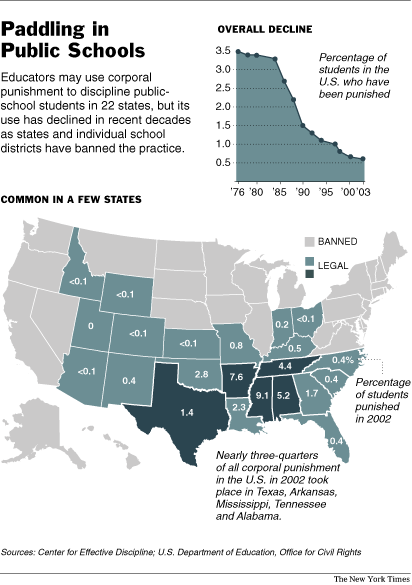 Paddling in
Public Schools
Educators may use corporal
punishment to discipline public-
school students in 22 states, but its
use has declined in recent decades
as states and individual school
districts have banned the practice.
OVERALL DECLINE
3.5
3.0
2.5
2.0
1.5
1.0
0.5
Percentage of
students in the
U.S. who have
been punished
'76 '80 '85 '90 '95 '00 '03
COMMON IN A FEW STATES
BANNED
LEGAL
<0.1
<0.1
0
<0.1
<0.1
0.8
0.2
<0.1
0.5
<0.1
0.4
2.8
7.6
4.4
0.4%
0.4
1.4
2.3
9.1
5.2
1.7
0.4
Percentage
of students
punished
in 2002
Nearly three-quarters
of all corporal punishment
in the U.S. in 2002 took
place in Texas, Arkansas,
Mississippi, Tennessee
and Alabama.
Sources: Center for Effective Discipline; U.S. Department of Education, Office for Civil Rights
The New York Times